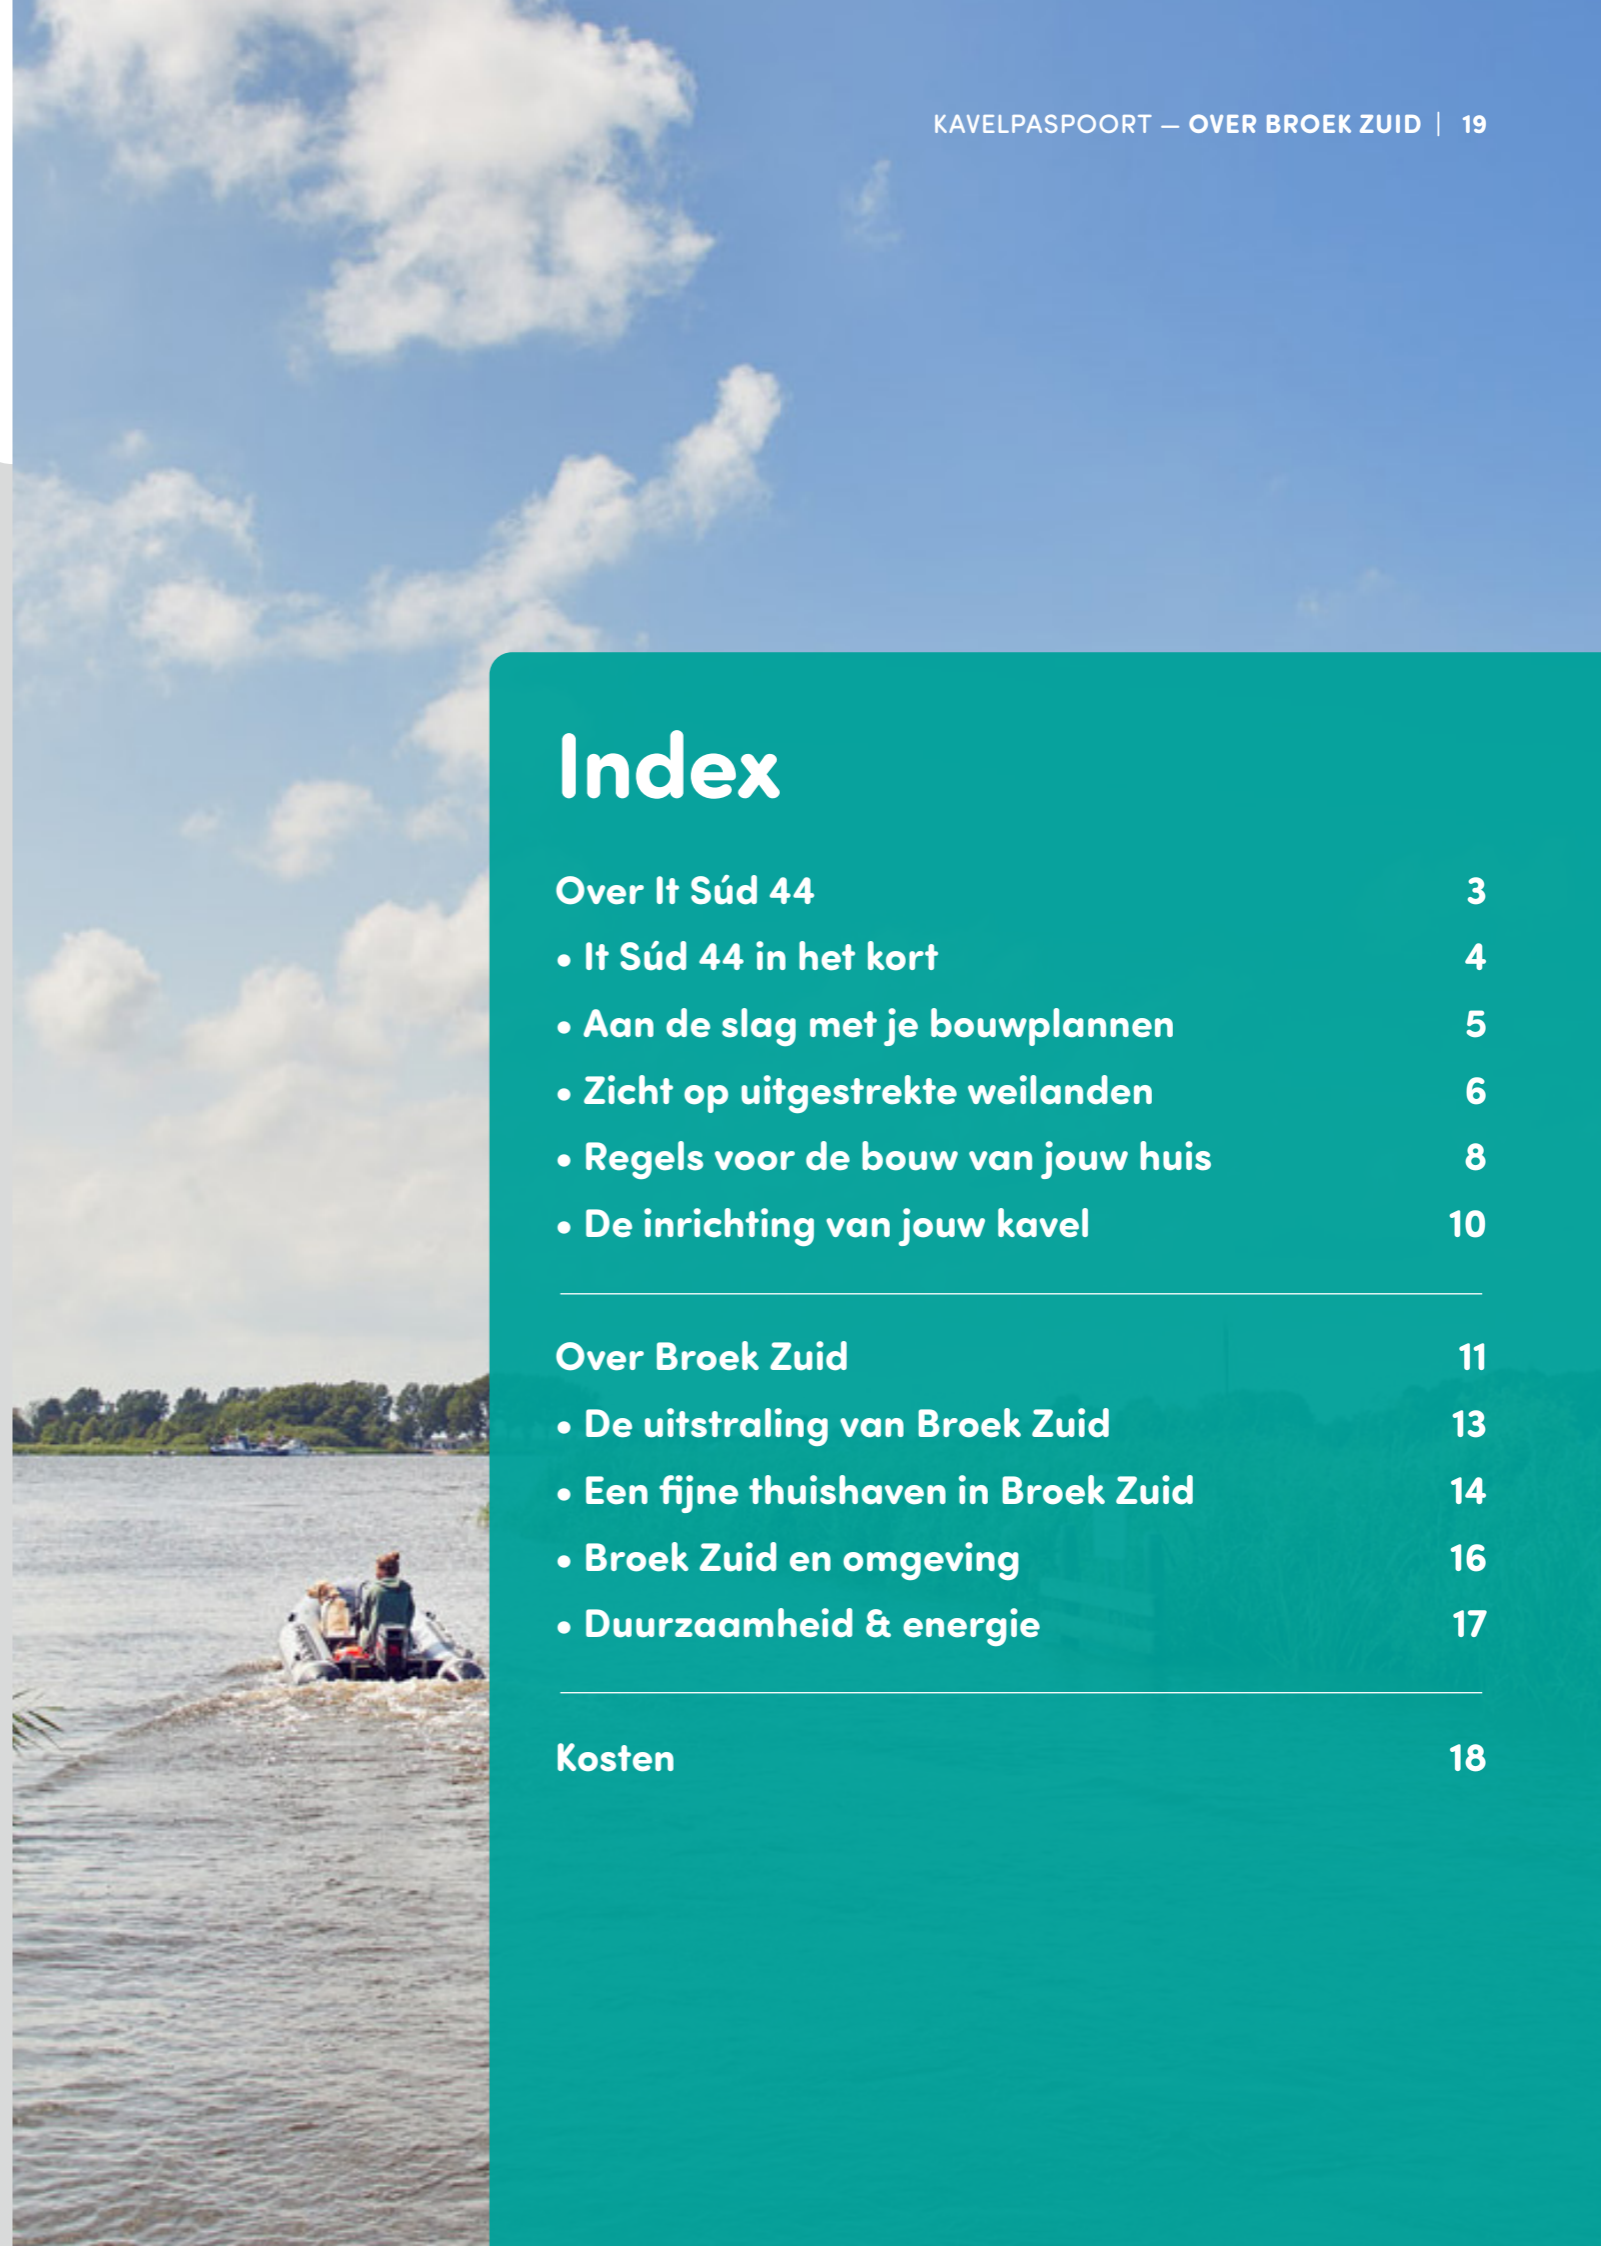 KAVELPASPOORT — OVER BROEK ZUID | 19
Index
Over It Súd 44 3
• It Súd 44 in het kort 4
• Aan de slag met je bouwplannen 5
• Zicht op uitgestrekte weilanden 6
• Regels voor de bouw van jouw huis 8
• De inrichting van jouw kavel 10
Over Broek Zuid 11
• De uitstraling van Broek Zuid 13
• Een fijne thuishaven in Broek Zuid 14
• Broek Zuid en omgeving 16
• Duurzaamheid & energie 17
Kosten 18